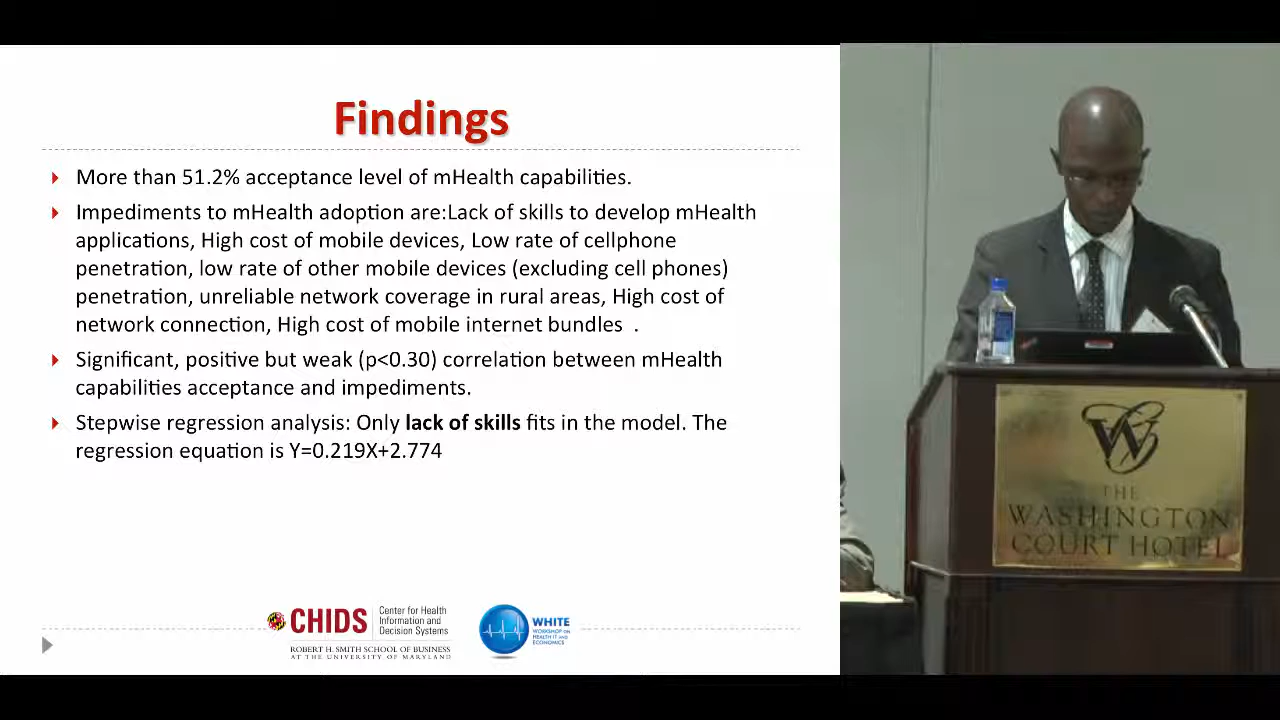 Findings
More than 51.2% acceptance level of mHealth capabilities.
Impediments to mHealth adoption are:Lack of skills to develop mHealth
applications, High cost of mobile devices, Low rate of cellphone
penetration, low rate of other mobile devices (excluding cell phones)
penetration, unreliable network coverage in rural areas, High cost of
network connection, High cost of mobile internet bundles .
Significant, positive but weak (p<0.30) correlation between mHealth
capabilities acceptance and impediments.
Stepwise regression analysis: Only lack of skills fits in the model. The
regression equation is Y=0.219X+2.774
CHIDS
Center for Health
Information and
Decision Systems
ROBERT H. SMITH SCHOOL OF BUSINESS
AT THE UNIVERSITY OF MARYLAND
WHITE
WORKSHOP ON
HEALTH IT AND
ECONOMICS
W
THE
WASHINGTON
COURT HOTEL